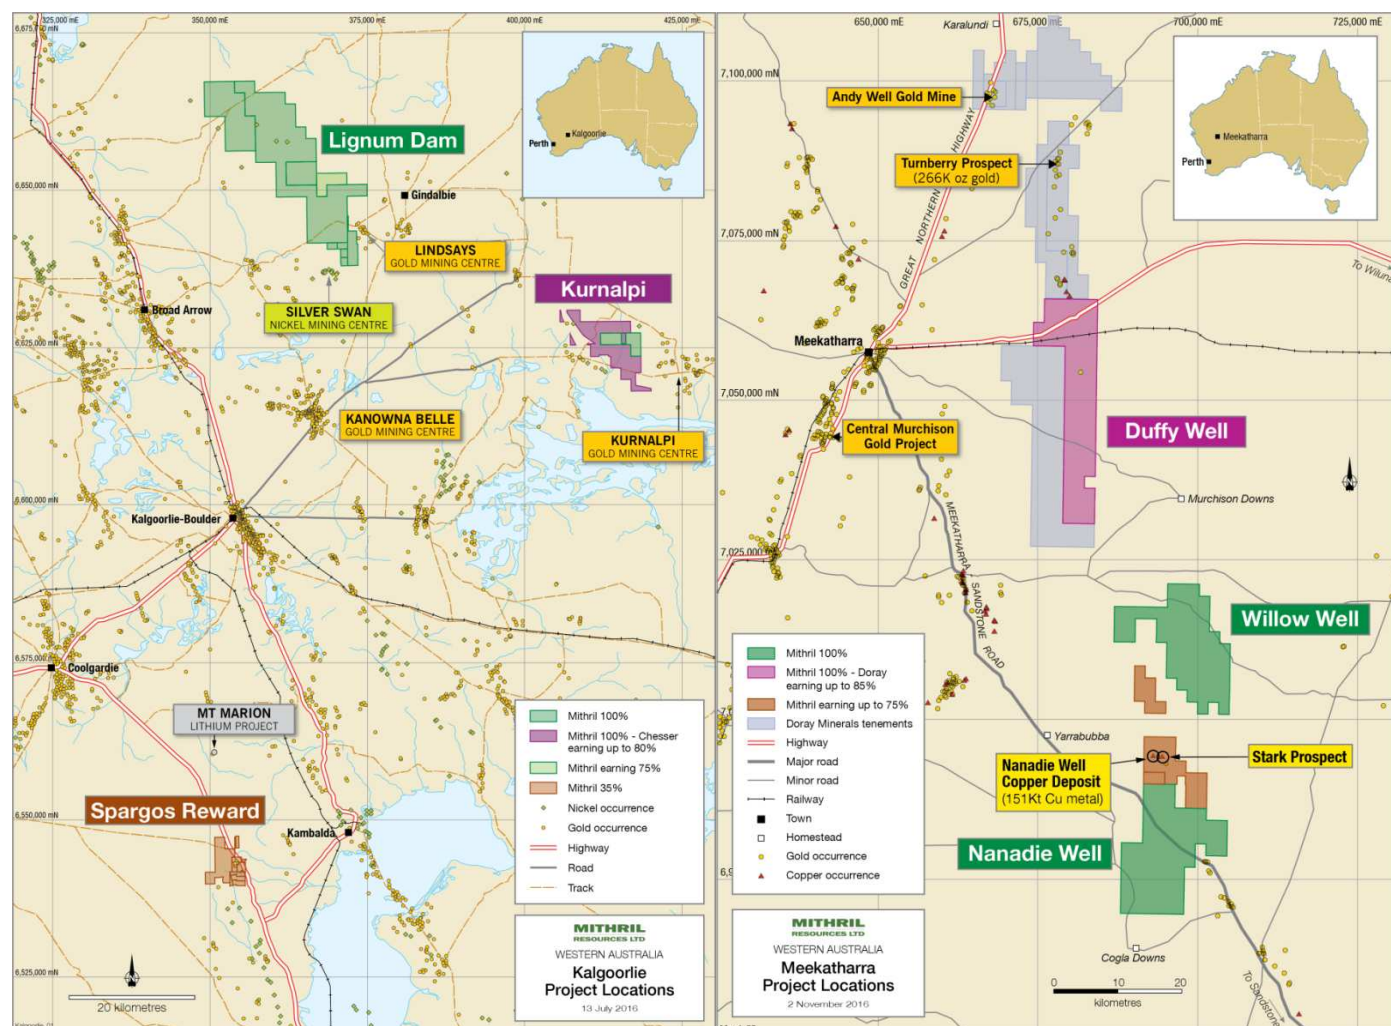 325,000 mE
350,000 mE
375,000 mE
400,000 mE
425,000 mE
6,675,000 mN
6,650,000 mN
6,625,000 mN
6,600,000 mN
6,575,000 mN
6,550,000 mN
6,525,000 mN
Kalgoorlie
Perth
Lignum Dam
Gindalbie
LINDSAYS
GOLD MINING CENTRE
SILVER SWAN
NICKEL MINING CENTRE
Kurnalpi
Broad Arrow
KANOWNA BELLE
GOLD MINING CENTRE
KURNALPI
GOLD MINING CENTRE
Kalgoorlie-Boulder
Coolgardie
MT MARION
LITHIUM PROJECT
Spargos Reward
Kambalda
Mithril 100%
Mithril 100% - Chesser
earning up to 80%
Mithril earning 75%
Mithril 35%
Nickel occurrence
Gold occurrence
Highway
Road
Track
MITHRIL
RESOURCES LTD
WESTERN AUSTRALIA
Kalgoorlie
Project Locations
13 July 2016
N
20 kilometres
650,000 mE
675,000 mE
700,000 mE
725,000 mE
7,100,000 mN
7,075,000 mN
7,050,000 mN
7,025,000 mN
Karalundi
Andy Well Gold Mine
Turnberry Prospect
(266K oz gold)
GREAT NORTHERN HIGHWAY
Meekatharra
Perth
To Wiluna
Meekatharra
Duffy Well
Central Murchison
Gold Project
Murchison Downs
N
MEEKATHARRA SANDSTONE ROAD
Willow Well
Yarrabubba
Nanadie Well
Copper Deposit
(151Kt Cu metal)
Stark Prospect
Nanadie Well
Cogla Downs
To Sandstone
Mithril 100%
Mithril 100% - Doray
earning up to 85%
Mithril earning up to 75%
Doray Minerals tenements
Highway
Major road
Minor road
Railway
Town
Homestead
Gold occurrence
Copper occurrence
MITHRIL
RESOURCES LTD
WESTERN AUSTRALIA
Meekatharra
Project Locations
2 November 2016
0 10 20
kilometres